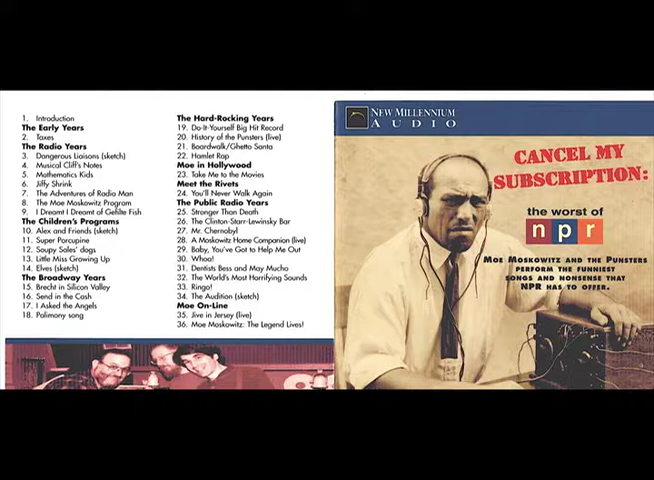 1. Introduction
The Early Years
2. Taxes
The Radio Years
3. Dangerous Liaisons (sketch)
4. Musical Cliff's Notes
5. Mathematics Kids
6. Jiffy Shrink
7. The Adventures of Radio Man
8. The Moe Moskowitz Program
9. I Dreamt I Dreamt of Gefilte Fish
The Children's Programs
10. Alex and Friends (sketch)
11. Super Porcupine
12. Soupy Sales' dogs
13. Little Miss Growing Up
14. Elves (sketch)
The Broadway Years
15. Brecht in Silicon Valley
16. Send in the Cash
17. I Asked the Angels
18. Palimony song
The Hard-Rocking Years
19. Do-It-Yourself Big Hit Record
20. History of the Punsters (live)
21. Boardwalk/Ghetto Santa
22. Hamlet Rap
Moe in Hollywood
23. Take Me to the Movies
Meet the Rivets
24. You'll Never Walk Again
The Public Radio Years
25. Stronger Than Death
26. The Clinton-Starr-Lewinsky Bar
27. Mr. Chernobyl
28. A Moskowitz Home Companion (live)
29. Baby, You've Got to Help Me Out
30. Whoa!
31. Dentists Bess and May Mucho
32. The World's Most Horrifying Sounds
33. Ringo!
34. The Audition (sketch)
Moe On-Line
35. Jive in Jersey (live)
36. Moe Moskowitz: The Legend Lives!
NEW MILLENNIUM
AUDIO
CANCEL MY
SUBSCRIPTION:
the worst of
npr
MOE MOSKOWITZ AND THE PUNSTERS
PERFORM THE FUNNIEST
SONGS AND NONSENSE THAT
NPR HAS TO OFFER.